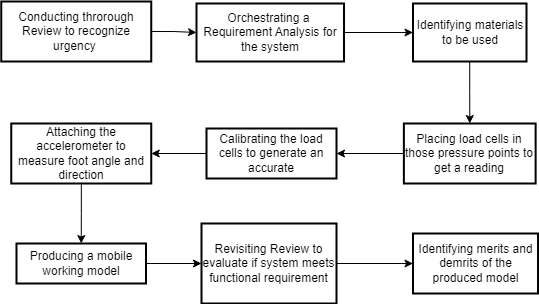 Conducting throrough
Review to recognize
urgency
Orchestrating a
Requirement Analysis for
the system
Identifying materials
to be used
Placing load cells in
those pressure points to
get a reading
Calibrating the load
cells to generate an
accurate
Attaching the
accelerometer to
measure foot angle and
direction
Producing a mobile
working model
Revisiting Review to
evaluate if system meets
functional requirement
Identifying merits and
demrits of the
produced model